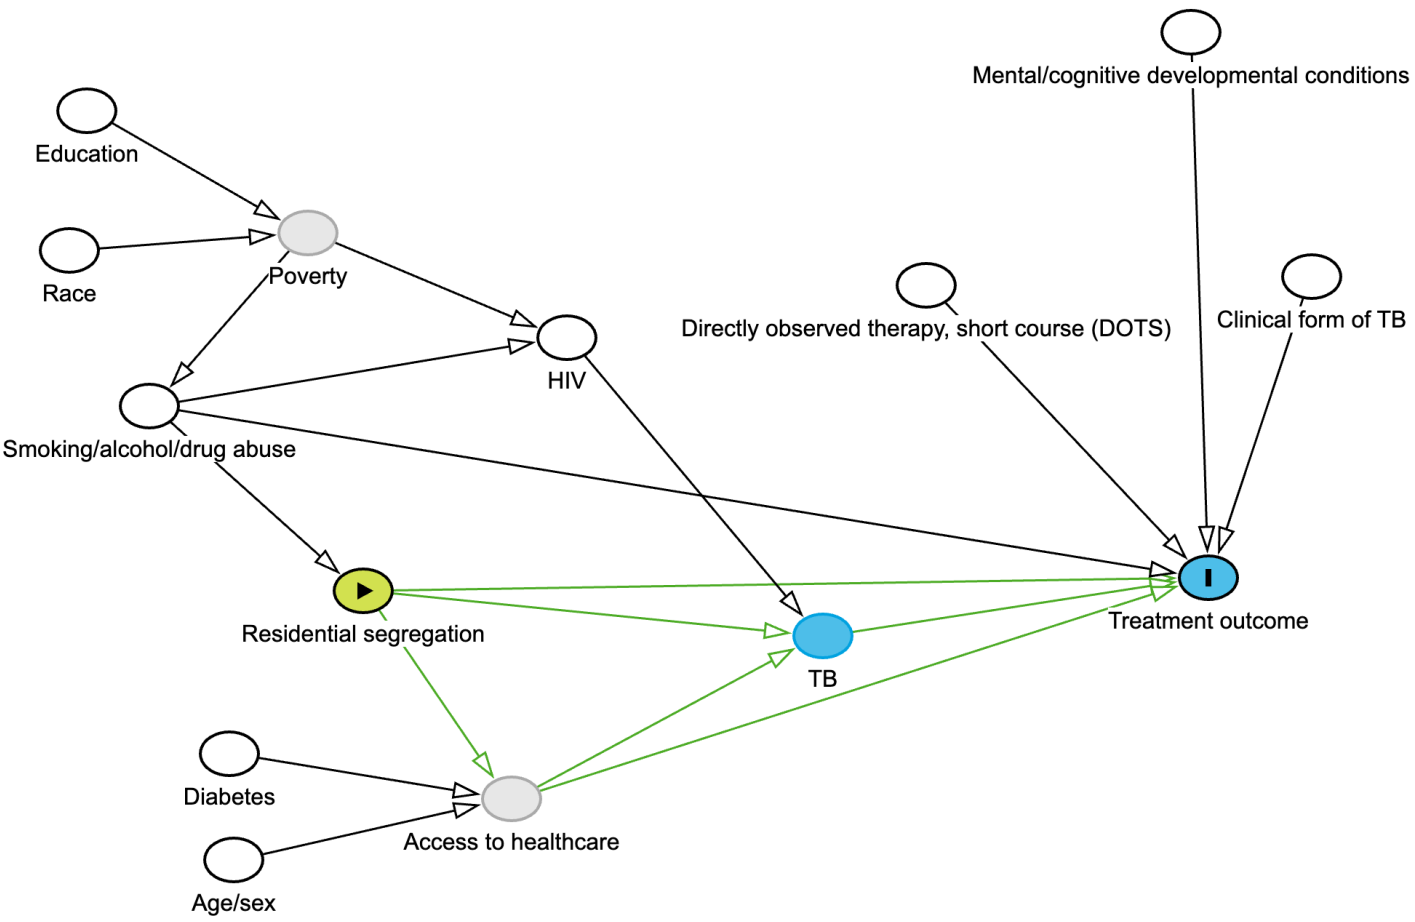 Mental/cognitive developmental conditions
Education
Race
Poverty
Directly observed therapy, short course (DOTS)
Clinical form of TB
HIV
Smoking/alcohol/drug abuse
Residential segregation
Treatment outcome
TB
Diabetes
Access to healthcare
Age/sex